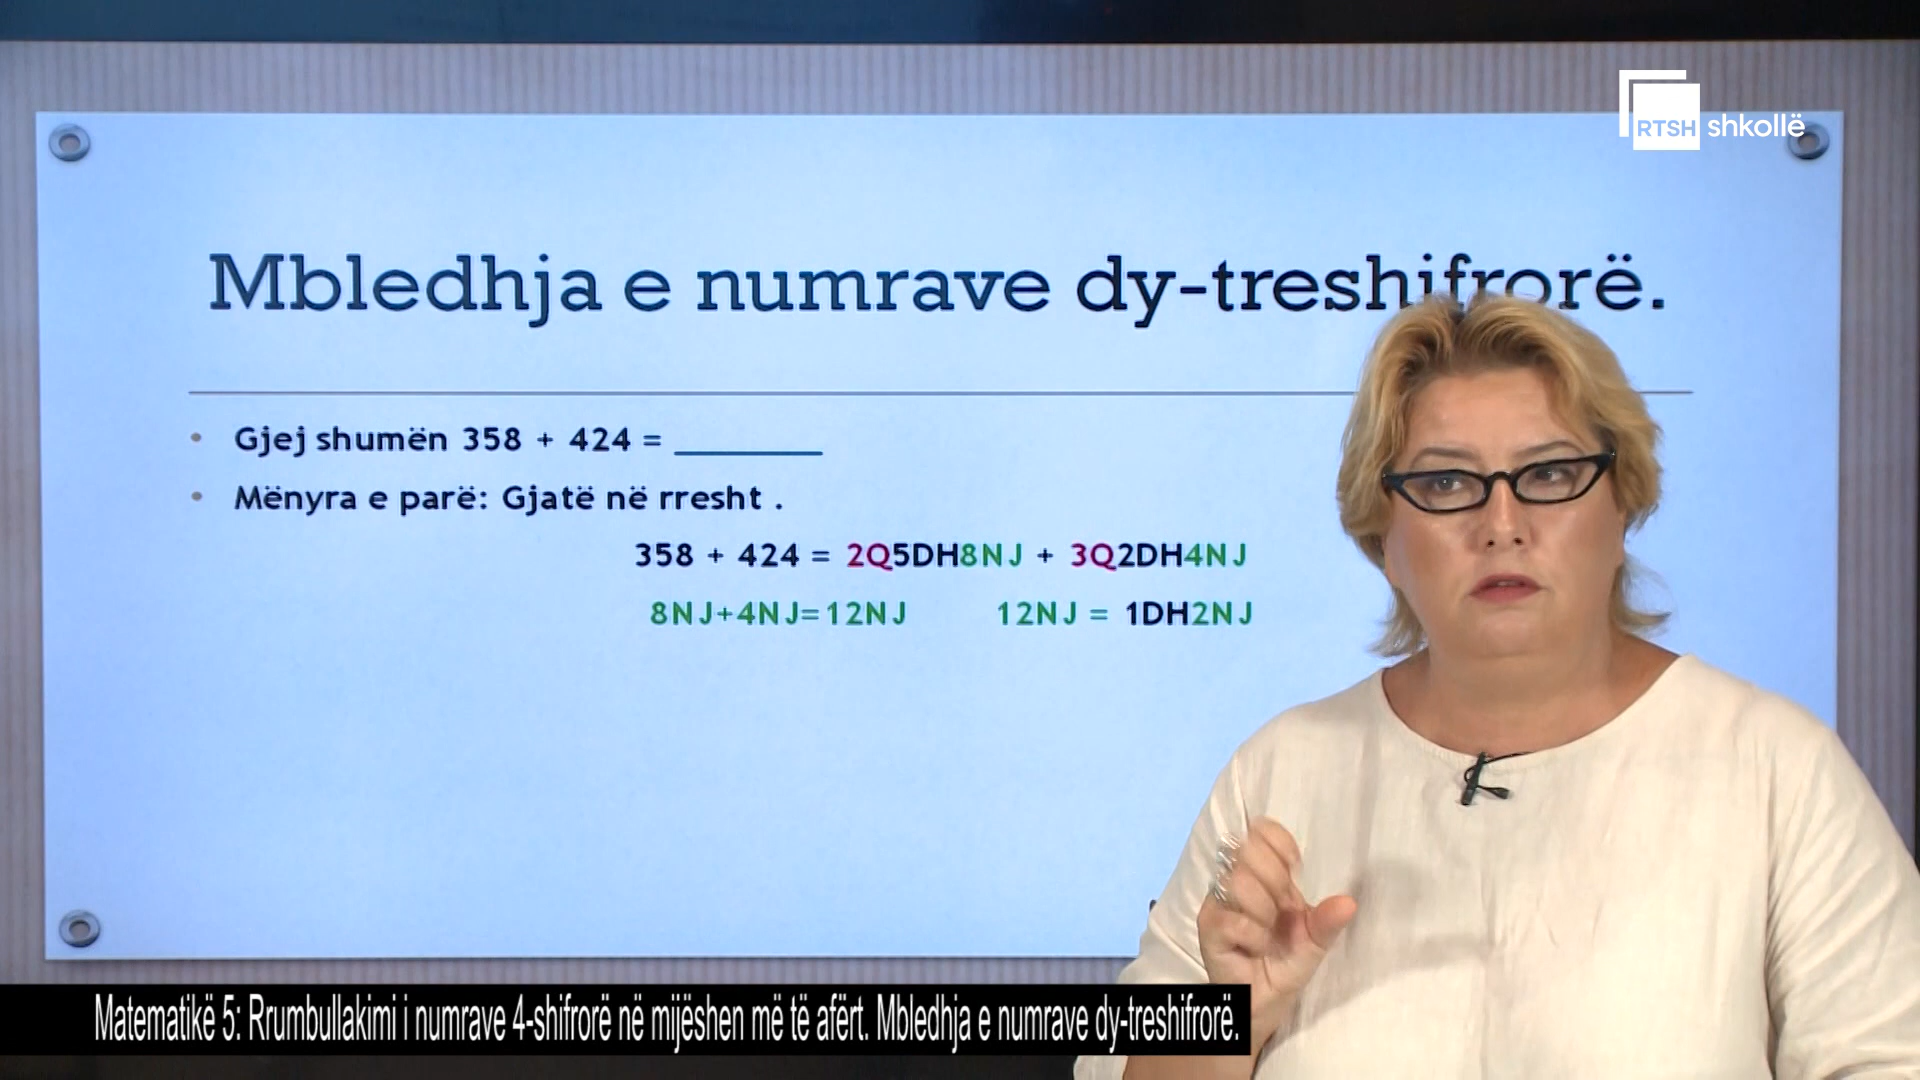 RTSH shkollë
Mbledhja e numrave dy-treshifrorë.
• Gjej shumën 358 + 424 = ________
• Mënyra e parë: Gjatë në rresht .
358 + 424 = 2Q5DH8NJ + 3Q2DH4NJ
8NJ+4NJ=12NJ 12NJ = 1DH2NJ
Matematikë 5: Rrumbullakimi i numrave 4-shifrorë në mijëshen më të afërt. Mbledhja e numrave dy-treshifrorë.